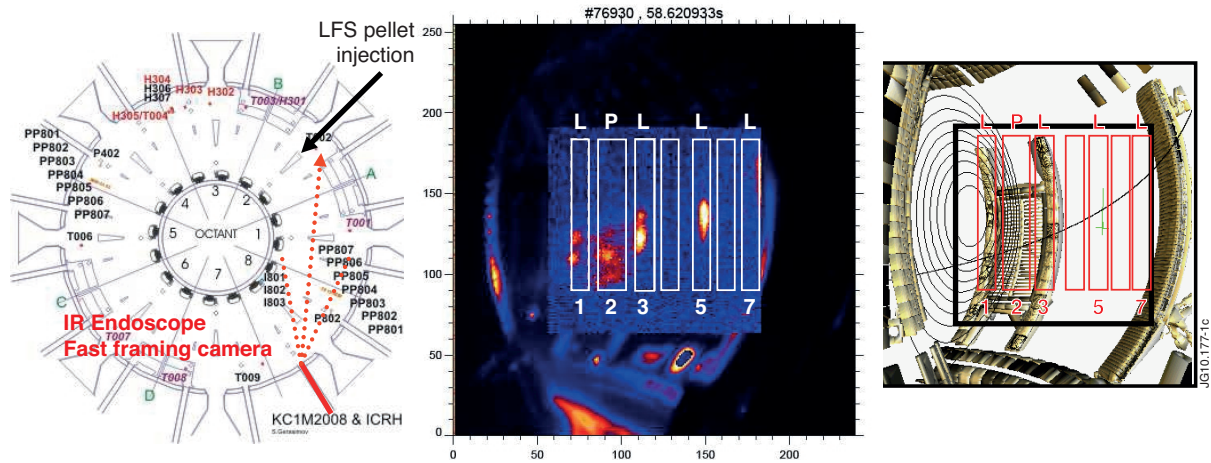 LFS pellet
injection
H304
H306
H307
H303
H302
H305/T004
B
T003/H301
PP801
PP802
PP803
PP804
PP805
PP806
PP807
P402
T002
A
3
4
2
5
OCTANT
1
6
7
8
T001
T006
PP807
PP806
PP805
PP804
PP803
PP802
PP801
I801
I802
I803
P802
C
IR Endoscope
Fast framing camera
T007
T008
T009
D
KC1M2008 & ICRH
S.Gerasimov
#76930 , 58.620933s
250
200
150
100
50
0
L P L L L
1 2 3 5 7
0 50 100 150 200
L P L L L
1 2 3 5 7
JG10.177-1c